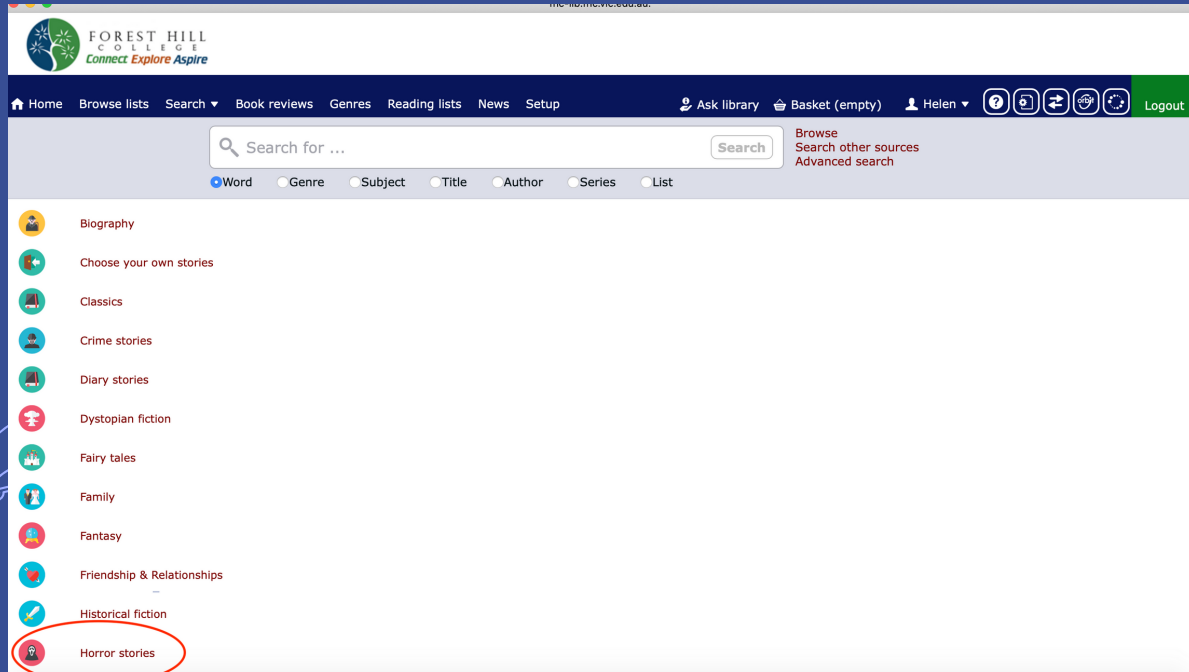 FOREST HILL
COLLEGE
Connect Explore Aspire
Home Browse lists Search ▼ Book reviews Genres Reading lists News Setup Ask library Basket (empty) Helen ▼ ? orbit Logout
Search for ... Search
Browse
Search other sources
Advanced search
Word Genre Subject Title Author Series List
Biography
Choose your own stories
Classics
Crime stories
Diary stories
Dystopian fiction
Fairy tales
Family
Fantasy
Friendship & Relationships
Historical fiction
Horror stories